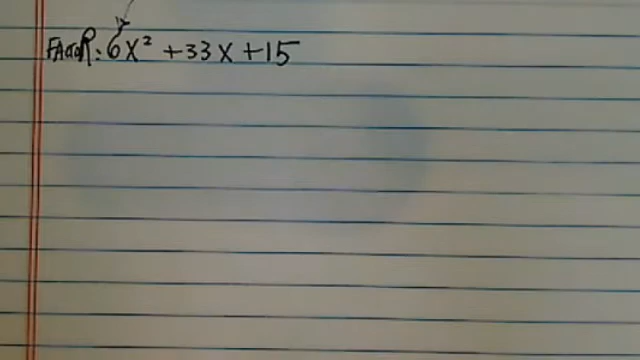 FACTOR: 6x² + 33x + 15